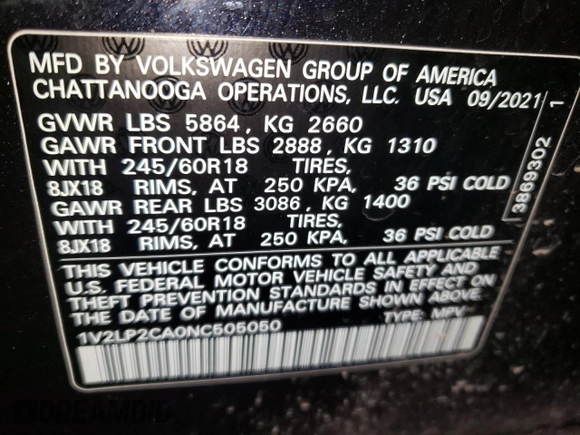 MFD BY VOLKSWAGEN GROUP OF AMERICA
CHATTANOOGA OPERATIONS, LLC. USA 09/2021
GVWR LBS 5864, KG 2660
GAWR FRONT LBS 2888, KG 1310
WITH 245/60R18 TIRES,
8JX18 RIMS, AT 250 KPA, 36 PSI COLD
GAWR REAR LBS 3086, KG 1400
WITH 245/60R18 TIRES,
8JX18 RIMS, AT 250 KPA, 36 PSI COLD
THIS VEHICLE CONFORMS TO ALL APPLICABLE
U.S. FEDERAL MOTOR VEHICLE SAFETY AND
THEFT PREVENTION STANDARDS IN EFFECT ON
THE DATE OF MANUFACTURE SHOWN ABOVE.
1V2LP2CA0NC505050 TYPE: MPV
3869302
1
DREAMBID